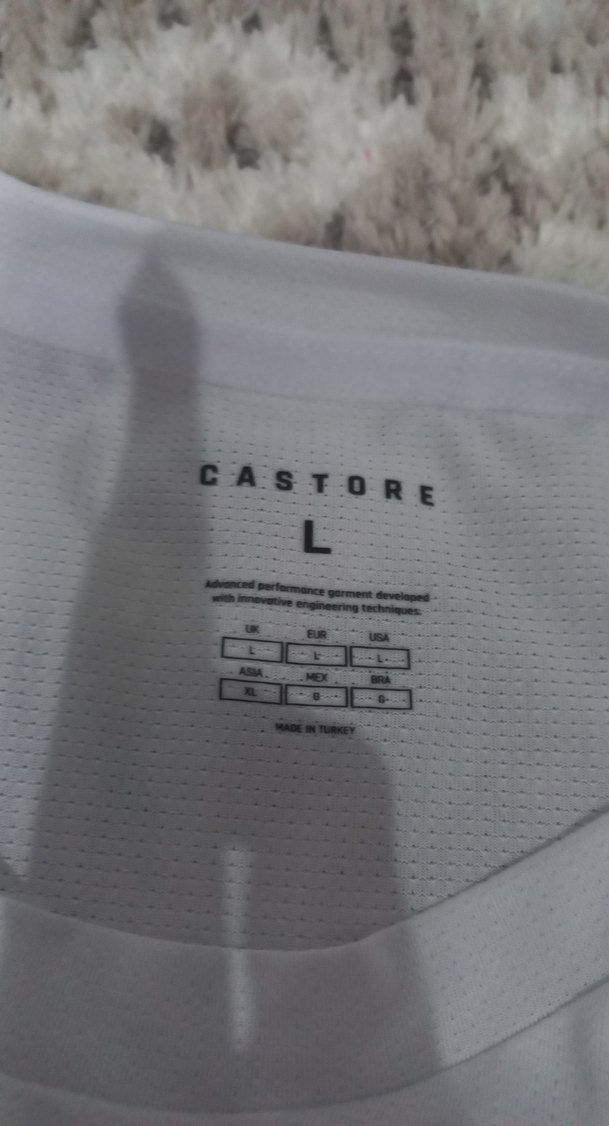 CASTORE
L
Advanced performance garment developed
with innovative engineering techniques.
UK EUR USA
L L L
ASIA MEX BRA
XL G G
MADE IN TURKEY